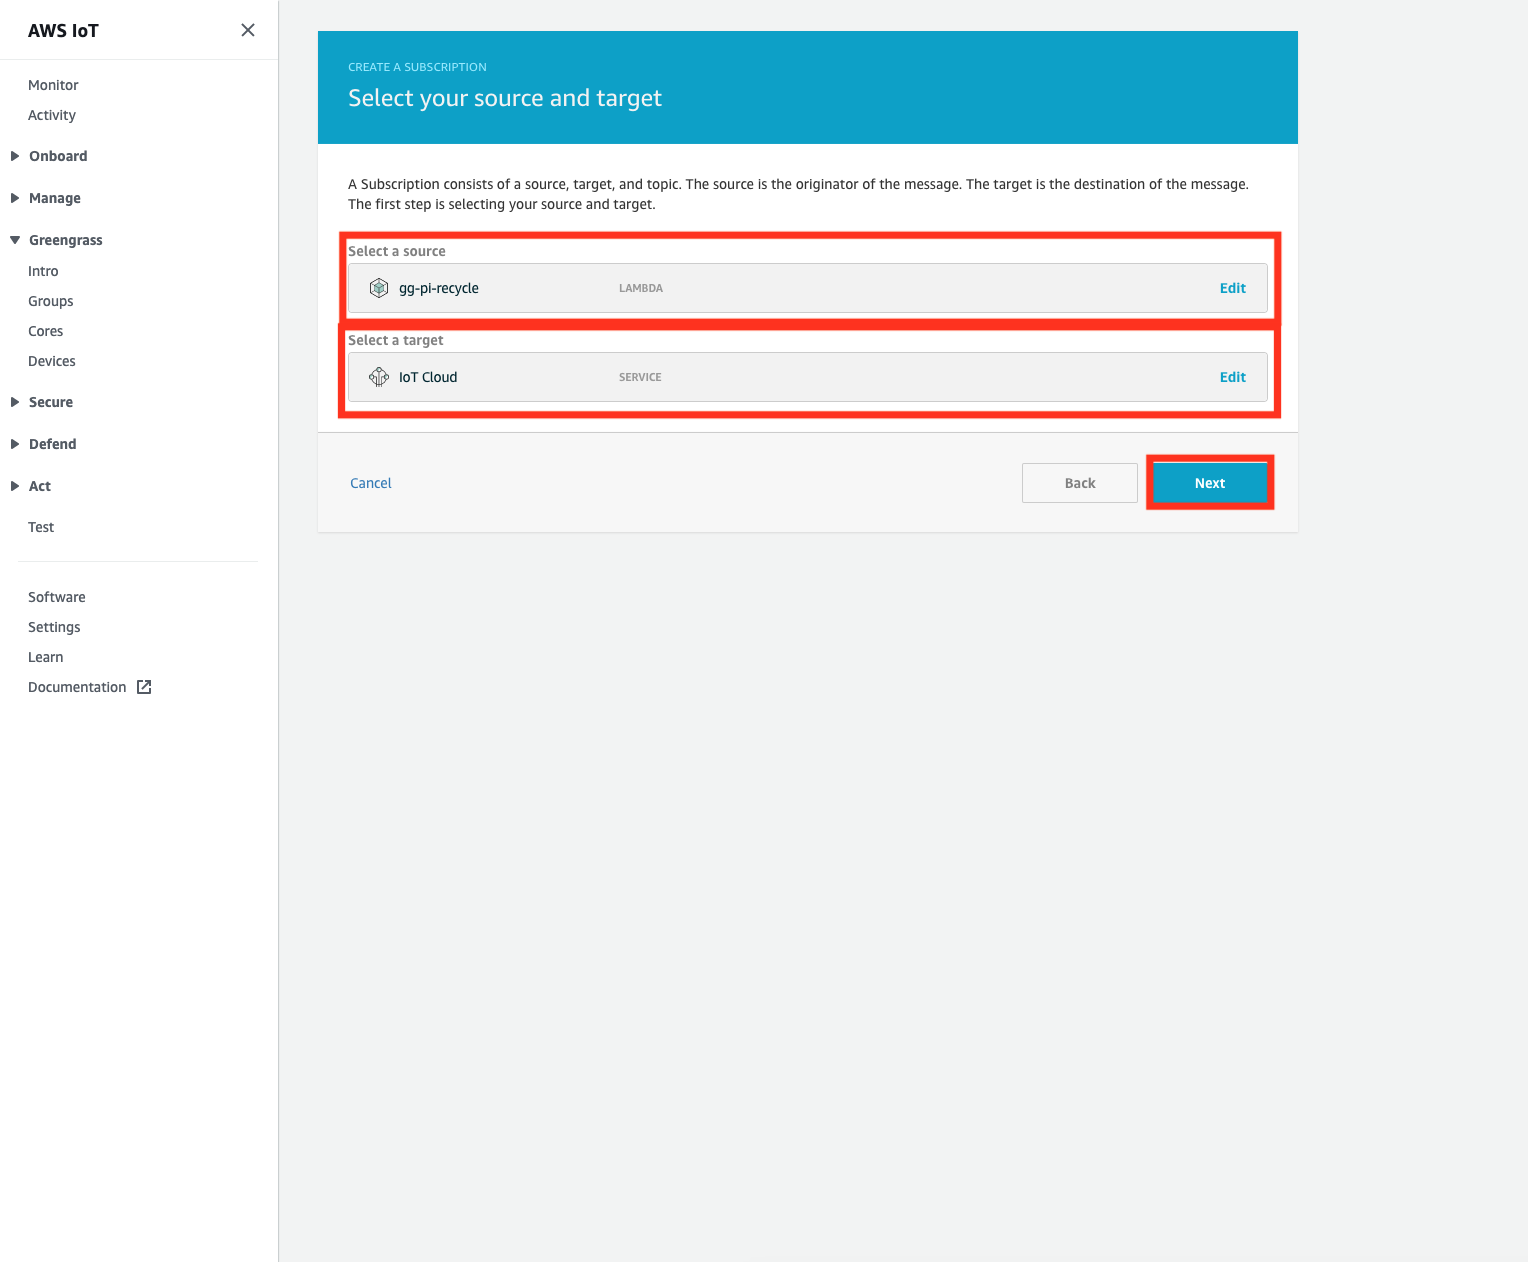 AWS IoT
Monitor
Activity
Onboard
Manage
Greengrass
Intro
Groups
Cores
Devices
Secure
Defend
Act
Test
Software
Settings
Learn
Documentation
CREATE A SUBSCRIPTION
Select your source and target
A Subscription consists of a source, target, and topic. The source is the originator of the message. The target is the destination of the message.
The first step is selecting your source and target.
Select a source
gg-pi-recycle LAMBDA Edit
Select a target
IoT Cloud SERVICE Edit
Cancel Back Next